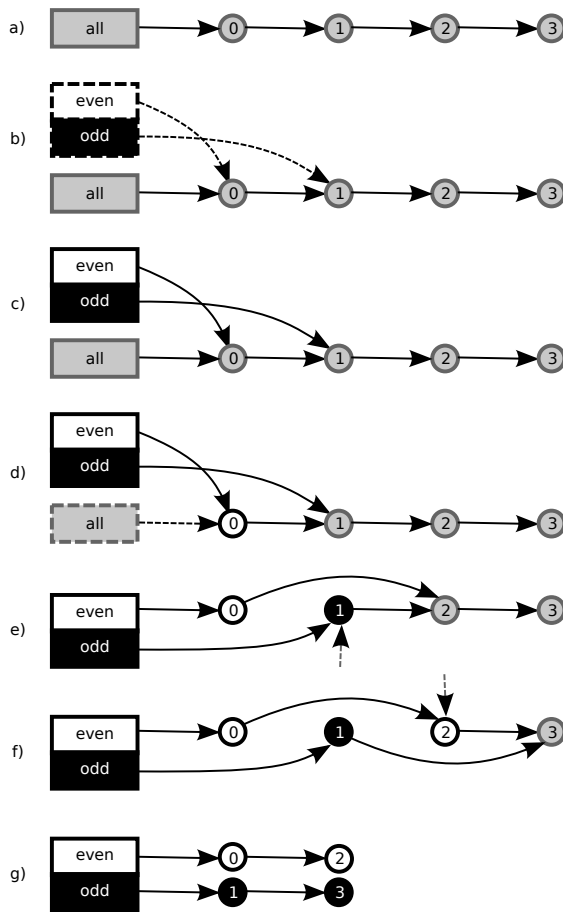 a) all 0 1 2 3
even
b) odd
all 0 1 2 3
even
c) odd
all 0 1 2 3
even
d) odd
all 0 1 2 3
even 0 1 2 3
e) odd
even 0 1 2 3
f) odd
even 0 2
g) odd 1 3